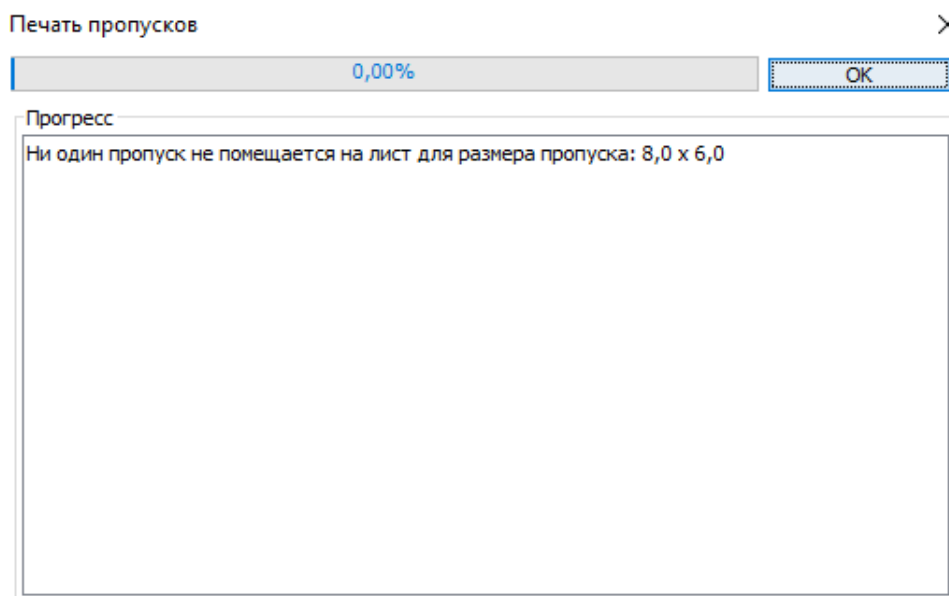 Печать пропусков
0,00%
OK
Прогресс
Ни один пропуск не помещается на лист для размера пропуска: 8,0 x 6,0